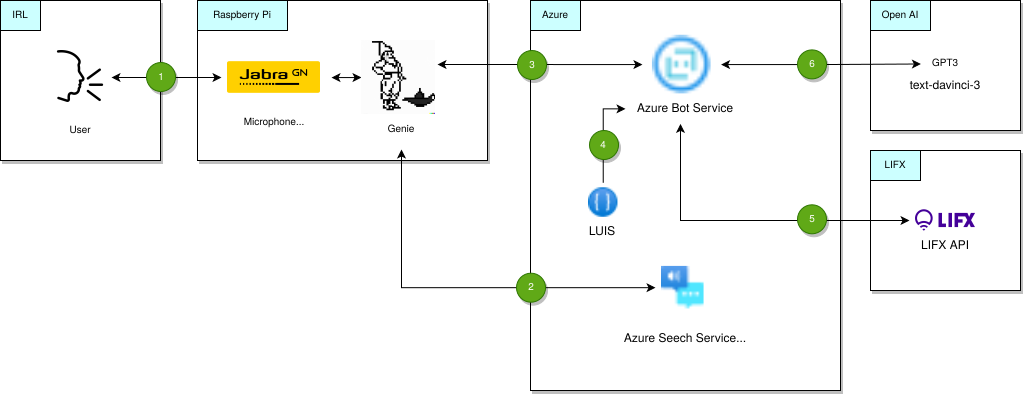 IRL
Raspberry Pi
Azure
Open AI
1
Jabra GN
User
Microphone...
Genie
3
6
Azure Bot Service
GPT3
text-davinci-3
4
LUIS
LIFX
5
LIFX
LIFX API
2
Azure Seech Service...